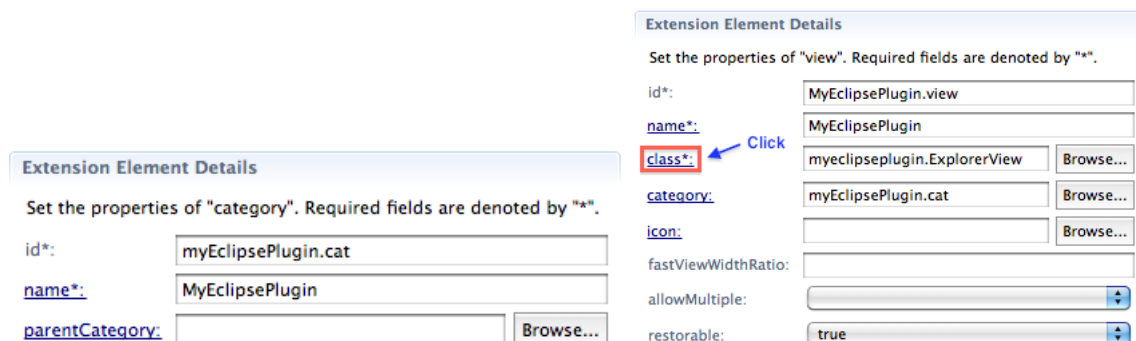 Extension Element Details
Set the properties of "category". Required fields are denoted by "*".
id*: myEclipsePlugin.cat
name*: MyEclipsePlugin
parentCategory: Browse...
Extension Element Details
Set the properties of "view". Required fields are denoted by "*".
id*: MyEclipsePlugin.view
name*: MyEclipsePlugin
Click
class*: myeclipseplugin.ExplorerView Browse...
category: myEclipsePlugin.cat Browse...
icon: Browse...
fastViewWidthRatio:
allowMultiple:
restorable: true